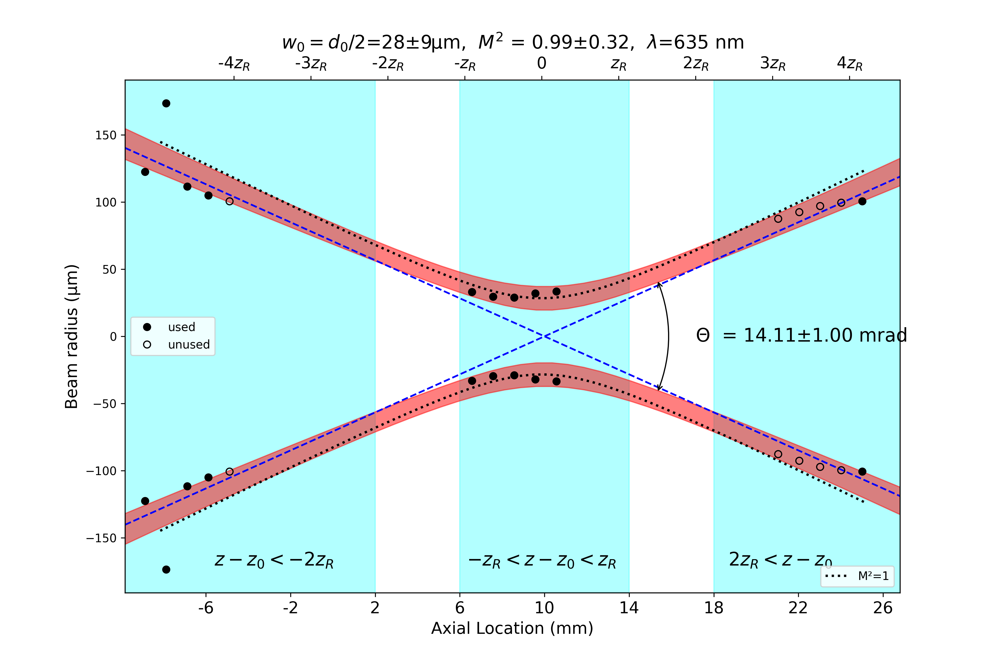 w₀ = d₀/2=28±9µm,  M² = 0.99±0.32,  λ=635 nm
-4z_R -3z_R -2z_R -z_R 0 z_R 2z_R 3z_R 4z_R
150
100
50
0
−50
−100
−150
Beam radius (µm)
used
unused
Θ  = 14.11±1.00 mrad
z − z₀ < −2z_R
−z_R < z − z₀ < z_R
2z_R < z − z₀
M²=1
-6 -2 2 6 10 14 18 22 26
Axial Location (mm)